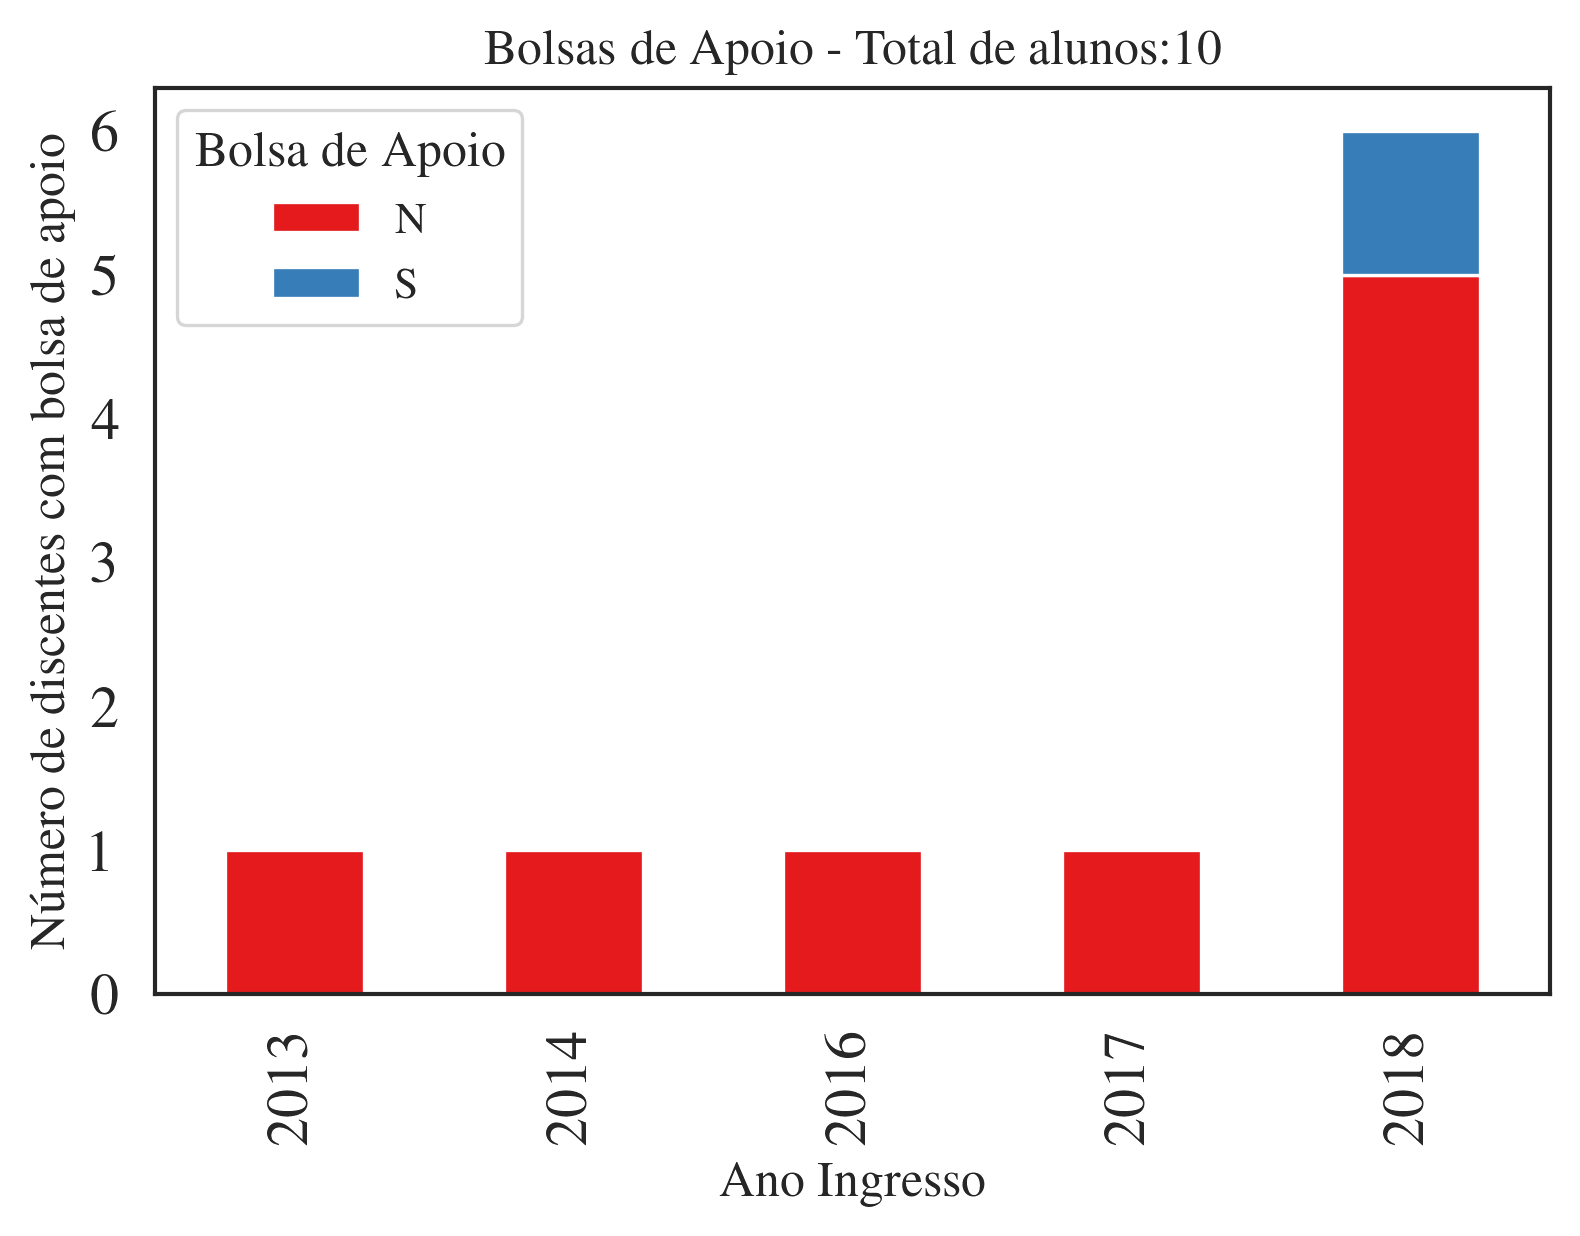 Bolsas de Apoio - Total de alunos:10
Bolsa de Apoio
N
S
Número de discentes com bolsa de apoio
6
5
4
3
2
1
0
2013
2014
2016
2017
2018
Ano Ingresso